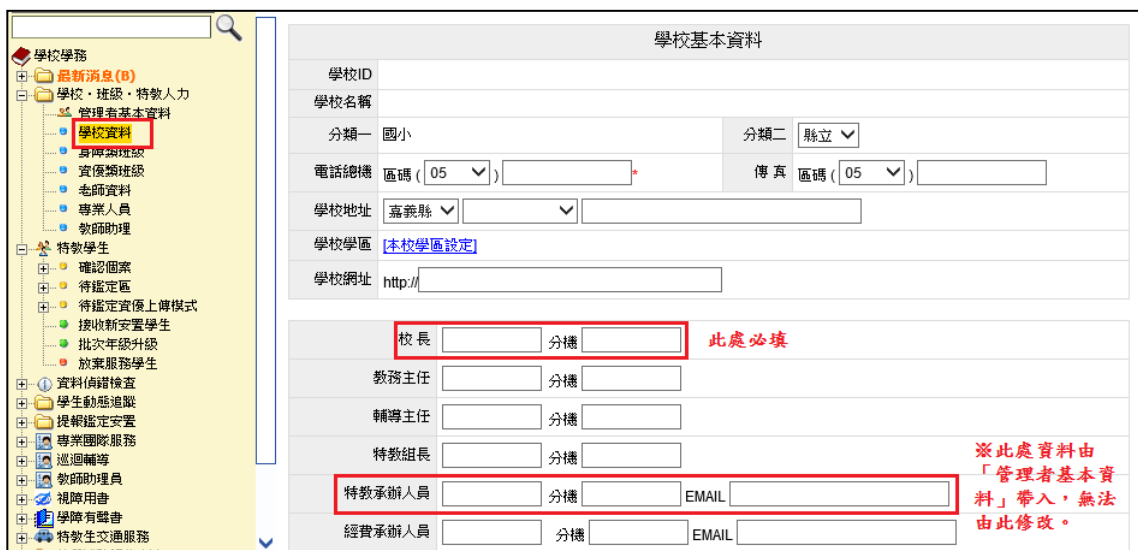 學校學務
最新消息(B)
學校・班級・特教人力
管理者基本資料
學校資料
身障類班級
資優類班級
老師資料
專業人員
教師助理
特教學生
確認個案
待鑑定區
待鑑定資優上傳模式
接收新安置學生
批次年級升級
放棄服務學生
資料偵錯檢查
學生動態追蹤
提報鑑定安置
專業團隊服務
巡迴輔導
教師助理員
視障用書
學障有聲書
特教生交通服務
學校基本資料
學校ID
學校名稱
分類一 國小 分類二 縣立
電話總機 區碼 ( 05 ) * 傳真 區碼 ( 05 )
學校地址 嘉義縣
學校學區 [本校學區設定]
學校網址 http://
校長 分機 此處必填
教務主任 分機
輔導主任 分機
特教組長 分機
特教承辦人員 分機 EMAIL
經費承辦人員 分機 EMAIL
※此處資料由
「管理者基本資
料」帶入，無法
由此修改。